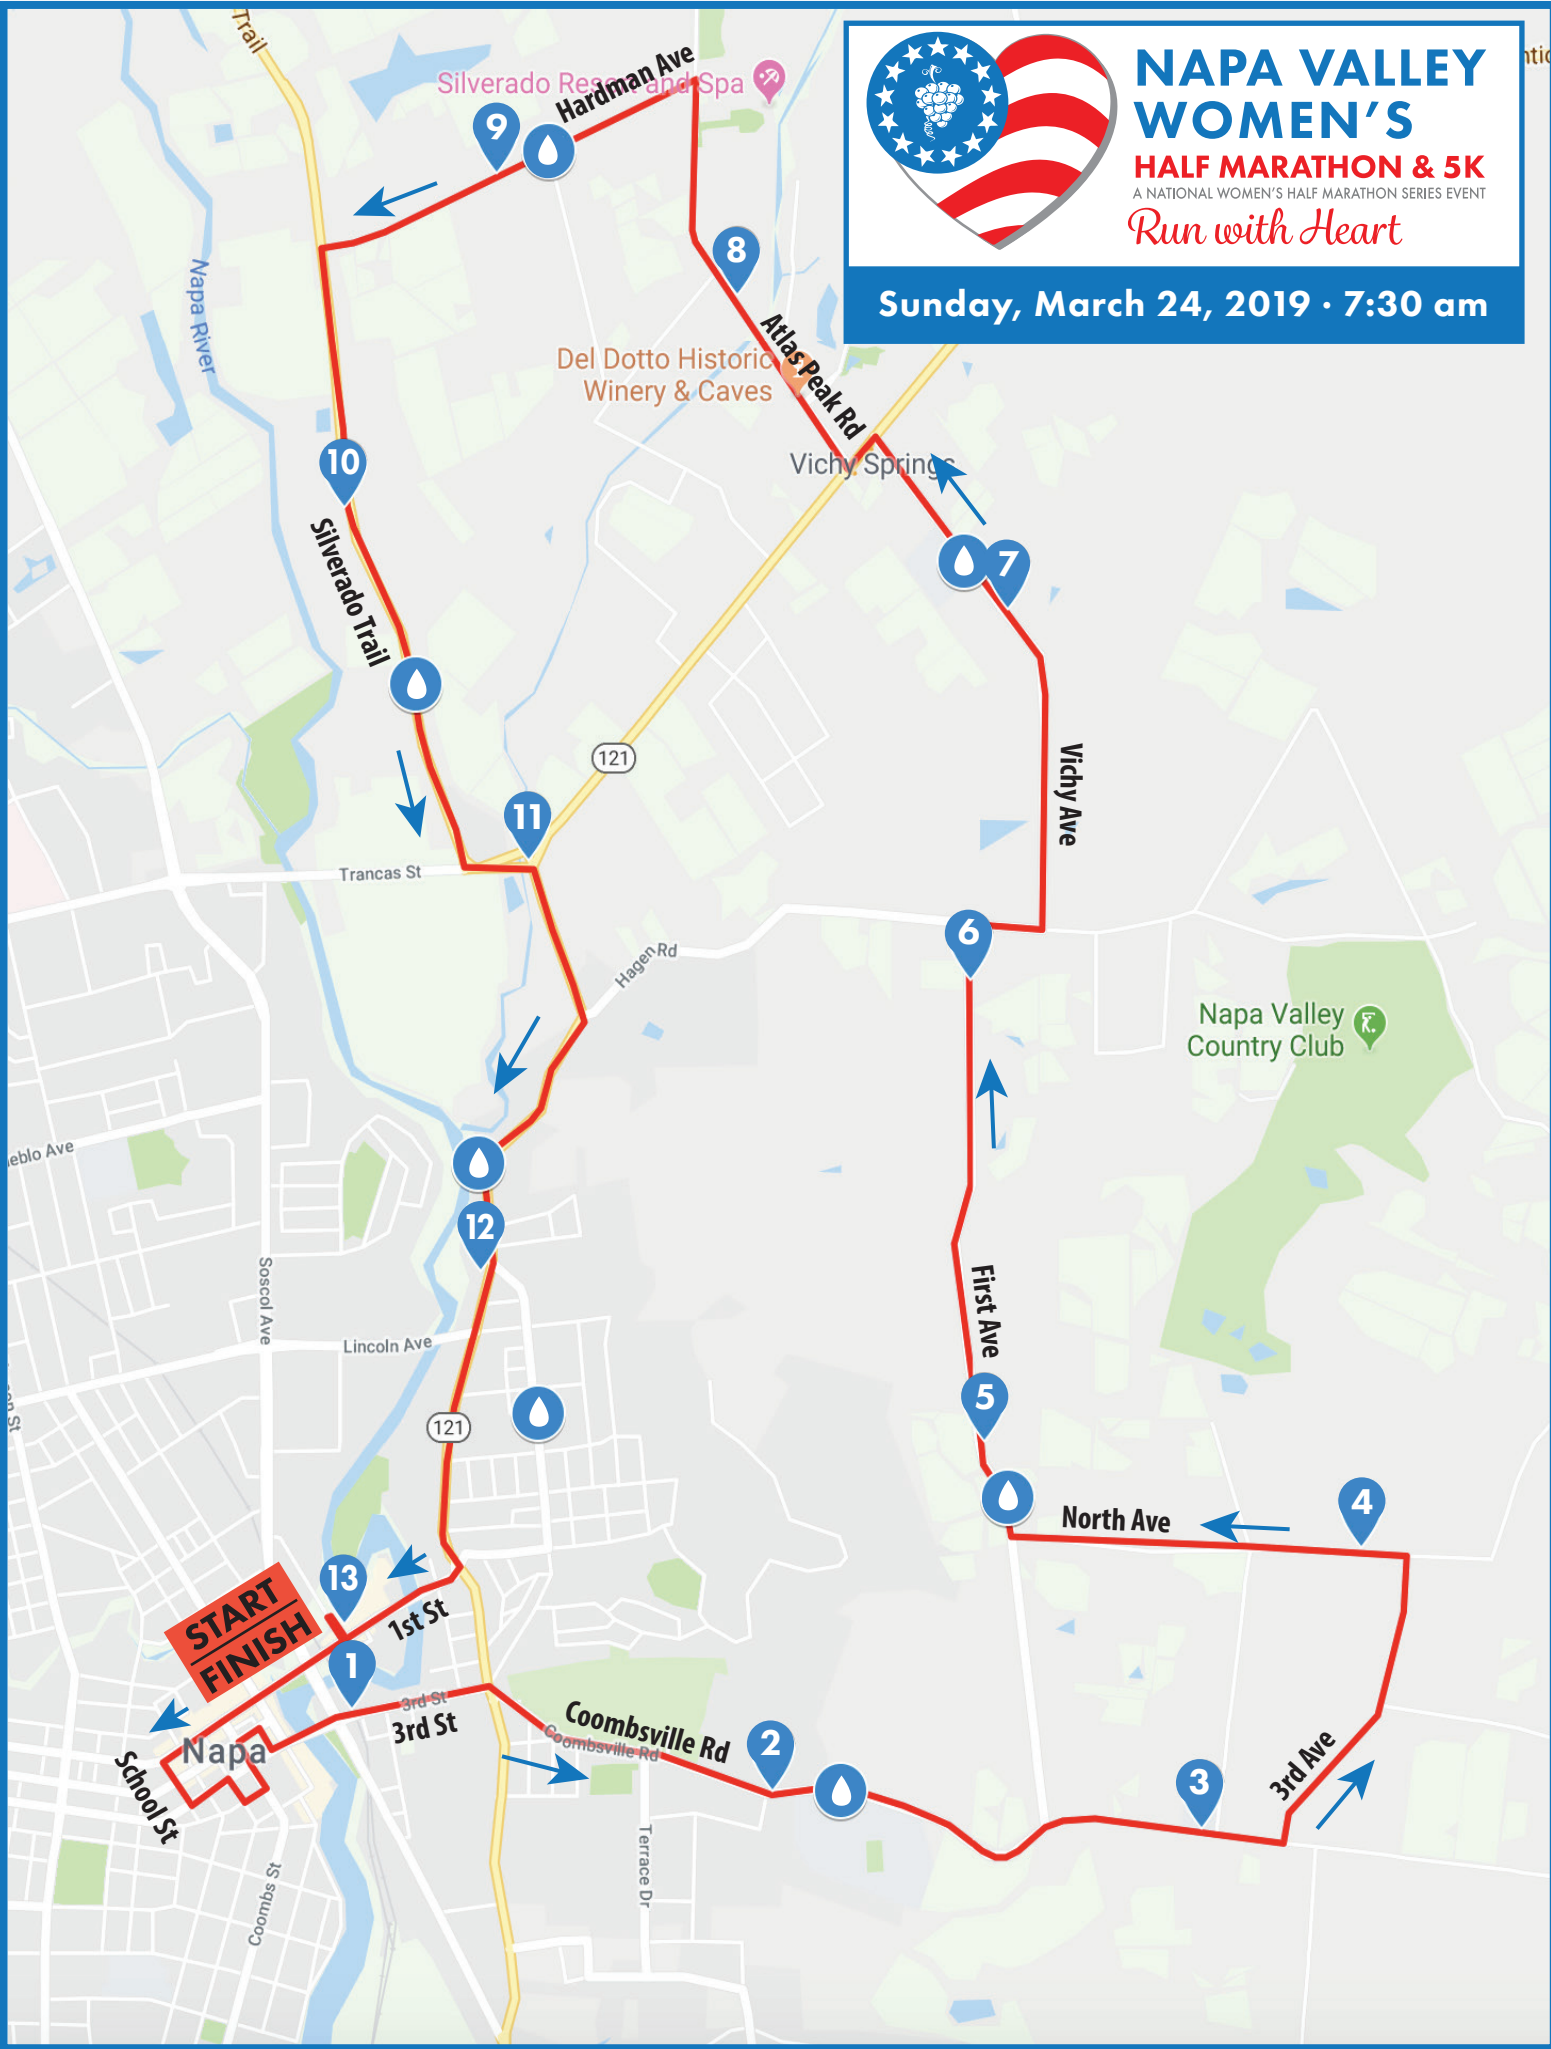 Trail
NAPA VALLEY
WOMEN'S
HALF MARATHON & 5K
A NATIONAL WOMEN'S HALF MARATHON SERIES EVENT
Run with Heart
Sunday, March 24, 2019 · 7:30 am
Silverado Resort and Spa
Hardman Ave
9
8
Napa River
Atlas Peak Rd
Del Dotto Historic
Winery & Caves
Vichy Springs
10
7
Silverado Trail
121
Vichy Ave
11
Trancas St
6
Hagen Rd
Napa Valley
Country Club
eblo Ave
12
Soscol Ave
Lincoln Ave
First Ave
5
121
4
North Ave
13
START
FINISH
1st St
1
3rd St
3rd St
Coombsville Rd
Coombsville Rd
2
Napa
School St
3
3rd Ave
Terrace Dr
Coombs St